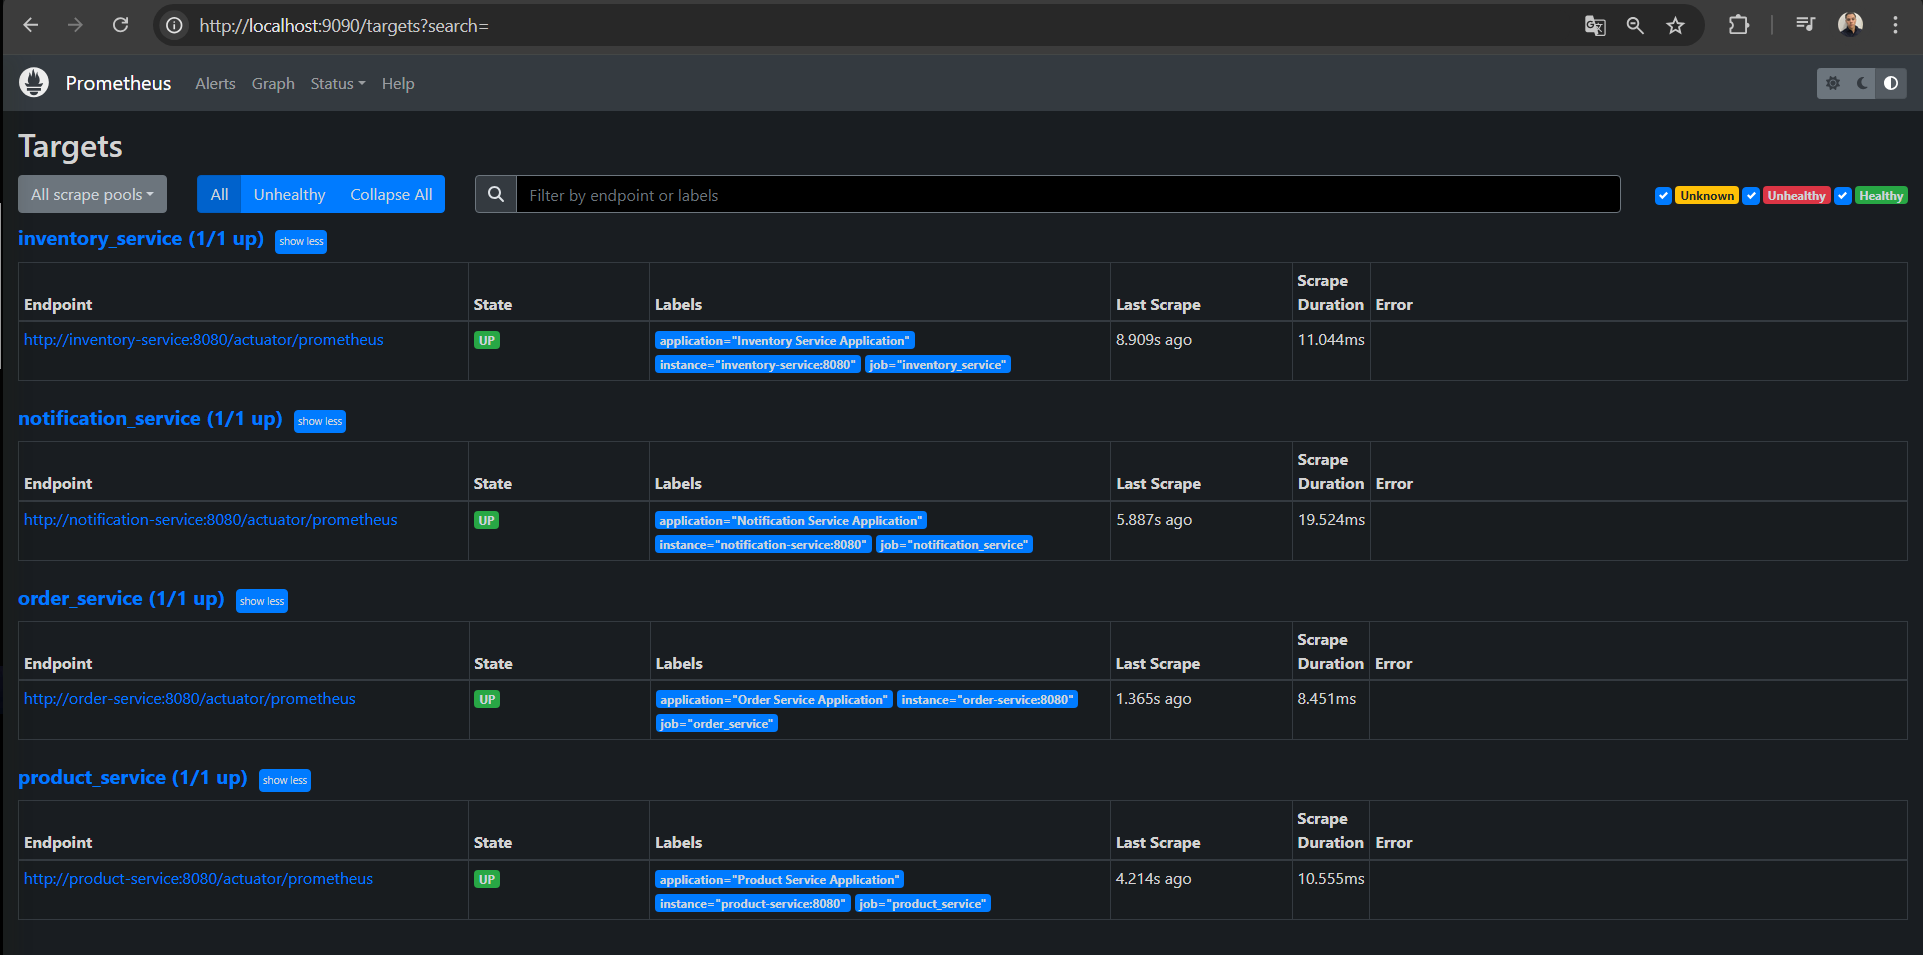 http://localhost:9090/targets?search=
Prometheus Alerts Graph Status Help
Targets
All scrape pools All Unhealthy Collapse All Filter by endpoint or labels Unknown Unhealthy Healthy
inventory_service (1/1 up) show less
Endpoint State Labels Last Scrape Scrape Duration Error
http://inventory-service:8080/actuator/prometheus UP application="Inventory Service Application" 8.909s ago 11.044ms
instance="inventory-service:8080" job="inventory_service"
notification_service (1/1 up) show less
Endpoint State Labels Last Scrape Scrape Duration Error
http://notification-service:8080/actuator/prometheus UP application="Notification Service Application" 5.887s ago 19.524ms
instance="notification-service:8080" job="notification_service"
order_service (1/1 up) show less
Endpoint State Labels Last Scrape Scrape Duration Error
http://order-service:8080/actuator/prometheus UP application="Order Service Application" instance="order-service:8080" 1.365s ago 8.451ms
job="order_service"
product_service (1/1 up) show less
Endpoint State Labels Last Scrape Scrape Duration Error
http://product-service:8080/actuator/prometheus UP application="Product Service Application" 4.214s ago 10.555ms
instance="product-service:8080" job="product_service"